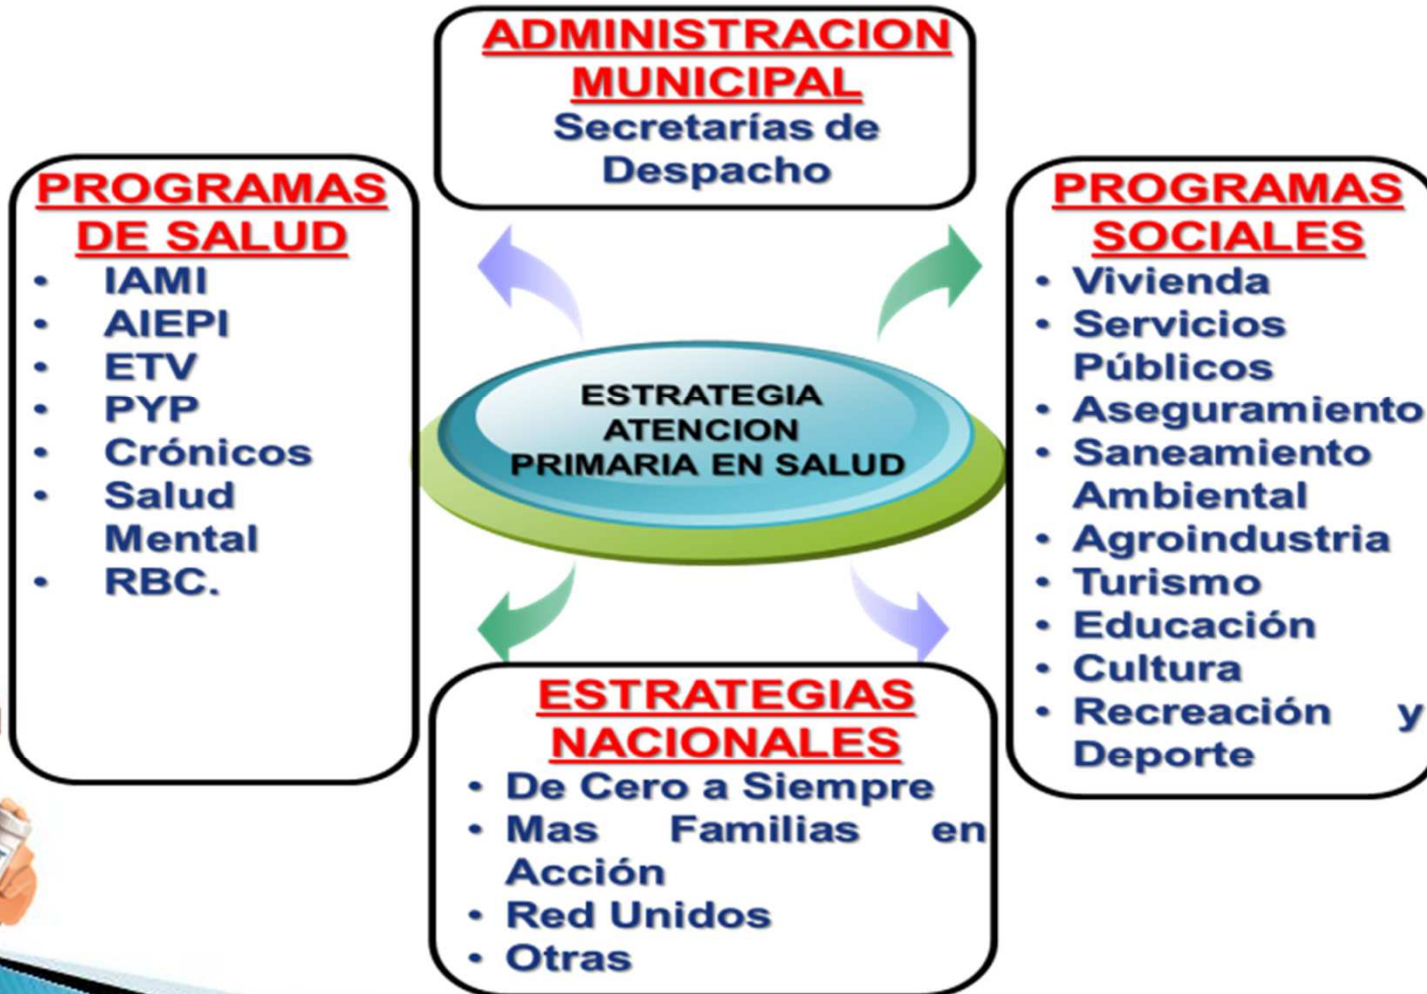 ADMINISTRACION
MUNICIPAL
Secretarías de
Despacho
PROGRAMAS
DE SALUD
• IAMI
• AIEPI
• ETV
• PYP
• Crónicos
• Salud
Mental
• RBC.
ESTRATEGIA
ATENCION
PRIMARIA EN SALUD
PROGRAMAS
SOCIALES
• Vivienda
• Servicios
Públicos
• Aseguramiento
• Saneamiento
Ambiental
• Agroindustria
• Turismo
• Educación
• Cultura
• Recreación y
Deporte
ESTRATEGIAS
NACIONALES
• De Cero a Siempre
• Mas Familias en
Acción
• Red Unidos
• Otras